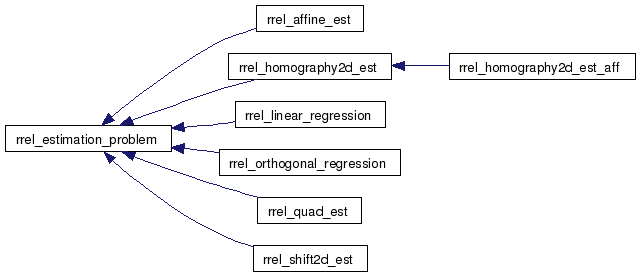 rrel_affine_est
rrel_homography2d_est
rrel_homography2d_est_aff
rrel_linear_regression
rrel_estimation_problem
rrel_orthogonal_regression
rrel_quad_est
rrel_shift2d_est